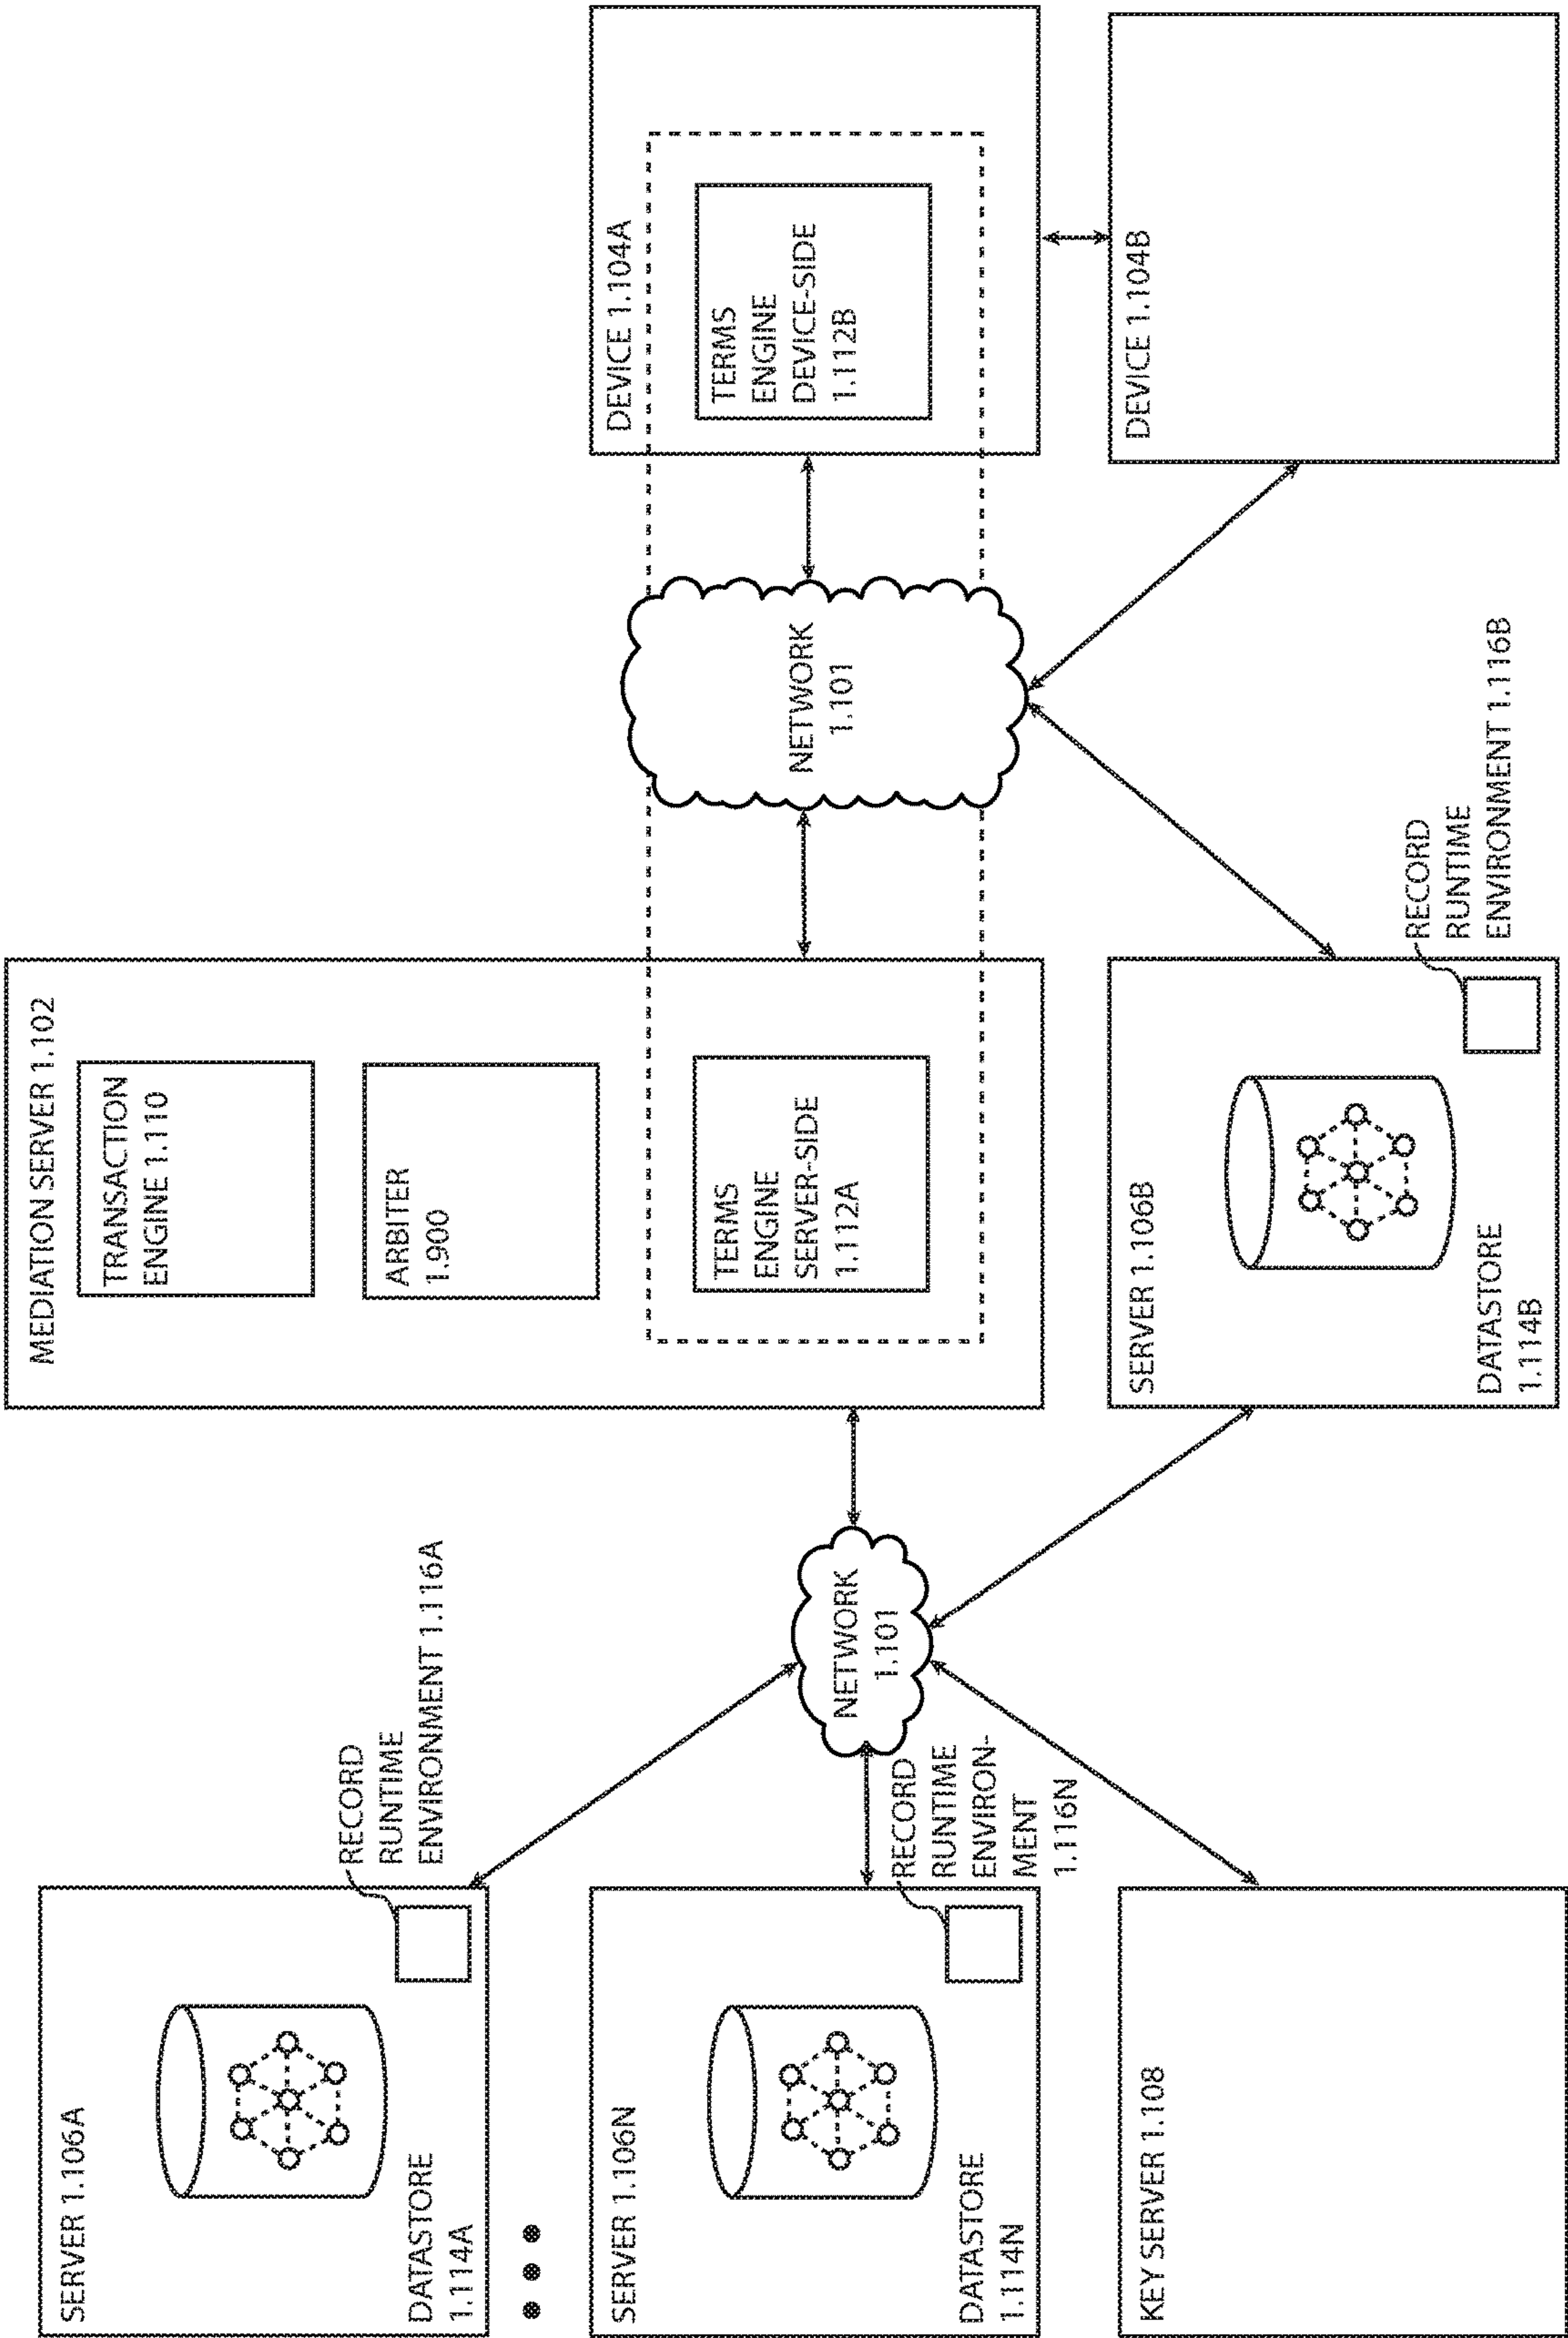 SERVER 1.106A
DATASTORE
1.114A
RECORD
RUNTIME
ENVIRONMENT 1.116A
SERVER 1.106N
DATASTORE
1.114N
RECORD
RUNTIME
ENVIRON-
MENT
1.116N
KEY SERVER 1.108
NETWORK
1.101
MEDIATION SERVER 1.102
TRANSACTION
ENGINE 1.110
ARBITER
1.900
TERMS
ENGINE
SERVER-SIDE
1.112A
SERVER 1.106B
DATASTORE
1.114B
RECORD
RUNTIME
ENVIRONMENT 1.116B
NETWORK
1.101
DEVICE 1.104A
TERMS
ENGINE
DEVICE-SIDE
1.112B
DEVICE 1.104B